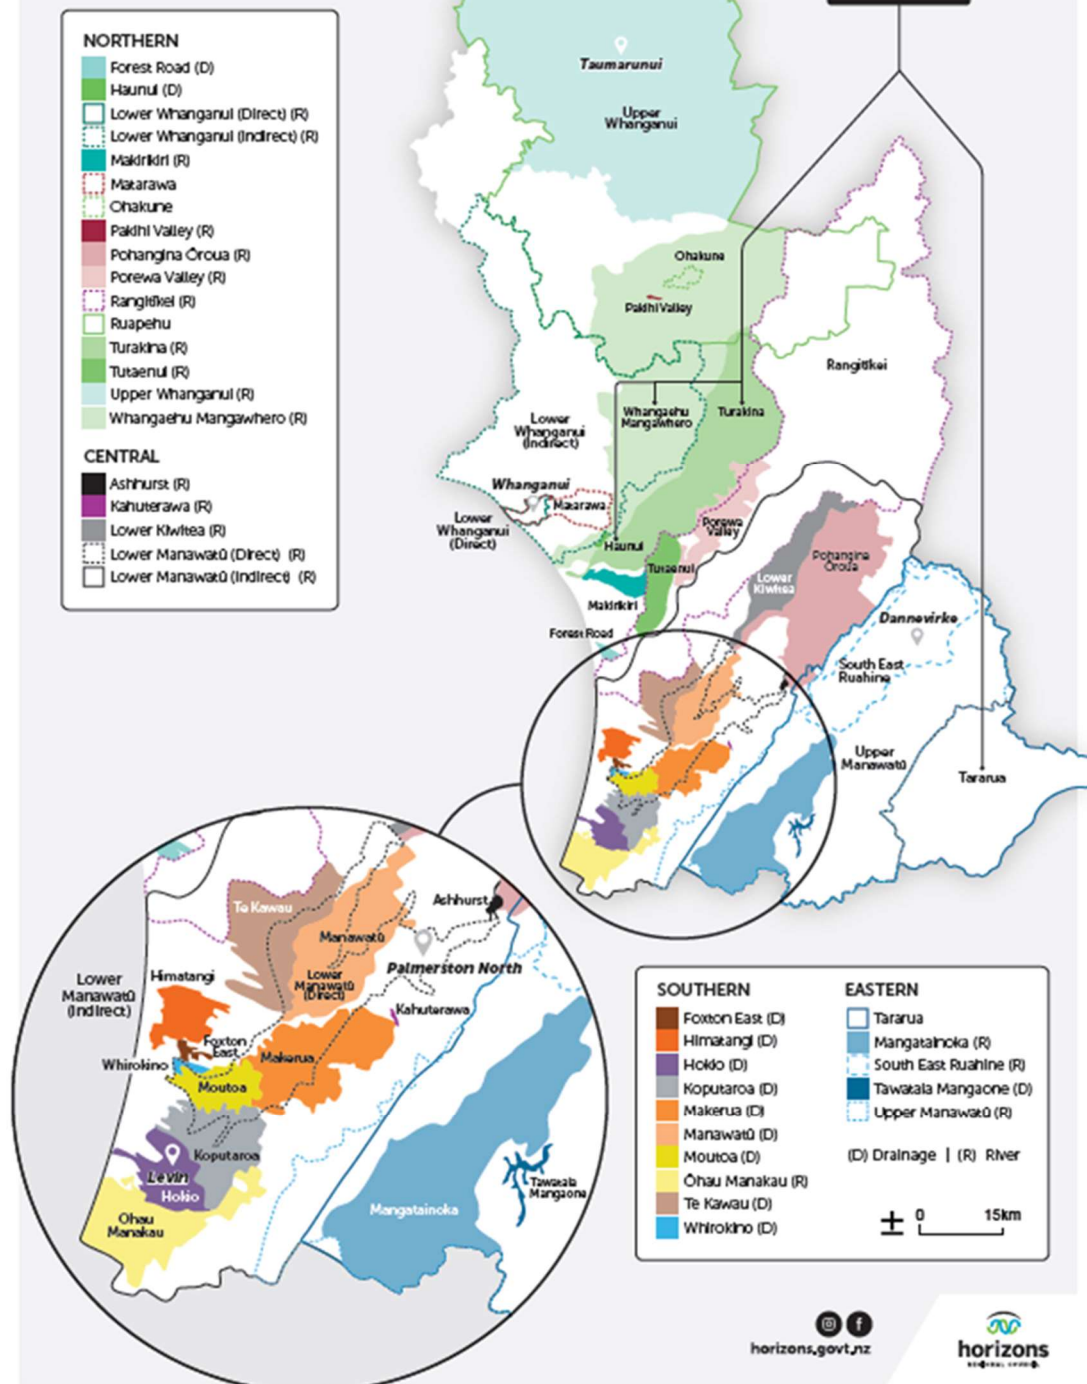 NORTHERN
Forest Road (D)
Haunui (D)
Lower Whanganui (Direct) (R)
Lower Whanganui (Indirect) (R)
Makirikiri (R)
Matarawa
Ohakune
Pakihi Valley (R)
Pohangina Ōroua (R)
Porewa Valley (R)
Rangitīkei (R)
Ruapehu
Turakina (R)
Tutaenui (R)
Upper Whanganui (R)
Whangaehu Mangawhero (R)
CENTRAL
Ashhurst (R)
Kahuterawa (R)
Lower Kiwitea (R)
Lower Manawatū (Direct) (R)
Lower Manawatū (Indirect) (R)
Taumarunui
Upper
Whanganui
Ohakune
Pakihi Valley
Rangitīkei
Whangaehu
Mangawhero
Turakina
Lower
Whanganui
(Indirect)
Whanganui
Matarawa
Lower
Whanganui
(Direct)
Porewa
Valley
Haunui
Tutaenui
Pohangina
Ōroua
Lower
Kiwitea
Makirikiri
Forest Road
Dannevirke
South East
Ruahine
Upper
Manawatū
Tararua
Te Kawau
Ashhurst
Manawatū
Palmerston North
Lower
Manawatū
(Direct)
Lower
Manawatū
(Indirect)
Himatangi
Kahuterawa
Foxton
East
Whirokino
Makerua
Moutoa
Koputaroa
Levin
Hokio
Ohau
Manakau
Mangatainoka
Tawataia
Mangaone
SOUTHERN
Foxton East (D)
Himatangi (D)
Hokio (D)
Koputaroa (D)
Makerua (D)
Manawatū (D)
Moutoa (D)
Ōhau Manakau (R)
Te Kawau (D)
Whirokino (D)
EASTERN
Tararua
Mangatainoka (R)
South East Ruahine (R)
Tawataia Mangaone (D)
Upper Manawatū (R)
(D) Drainage | (R) River
0 15km
horizons.govt.nz
horizons
REGIONAL COUNCIL